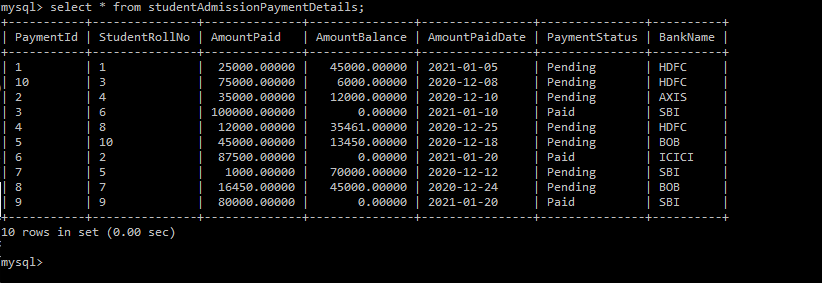 mysql> select * from studentAdmissionPaymentDetails;
+-----------+---------------+--------------+---------------+----------------+---------------+----------+
| PaymentId | StudentRollNo | AmountPaid   | AmountBalance | AmountPaidDate | PaymentStatus | BankName |
+-----------+---------------+--------------+---------------+----------------+---------------+----------+
| 1         | 1             |  25000.00000 |   45000.00000 | 2021-01-05     | Pending       | HDFC     |
| 10        | 3             |  75000.00000 |    6000.00000 | 2020-12-08     | Pending       | HDFC     |
| 2         | 4             |  35000.00000 |   12000.00000 | 2020-12-10     | Pending       | AXIS     |
| 3         | 6             | 100000.00000 |       0.00000 | 2021-01-10     | Paid          | SBI      |
| 4         | 8             |  12000.00000 |   35461.00000 | 2020-12-25     | Pending       | HDFC     |
| 5         | 10            |  45000.00000 |   13450.00000 | 2020-12-18     | Pending       | BOB      |
| 6         | 2             |  87500.00000 |       0.00000 | 2021-01-20     | Paid          | ICICI    |
| 7         | 5             |   1000.00000 |   70000.00000 | 2020-12-12     | Pending       | SBI      |
| 8         | 7             |  16450.00000 |   45000.00000 | 2020-12-24     | Pending       | BOB      |
| 9         | 9             |  80000.00000 |       0.00000 | 2021-01-20     | Paid          | SBI      |
+-----------+---------------+--------------+---------------+----------------+---------------+----------+
10 rows in set (0.00 sec)
mysql>